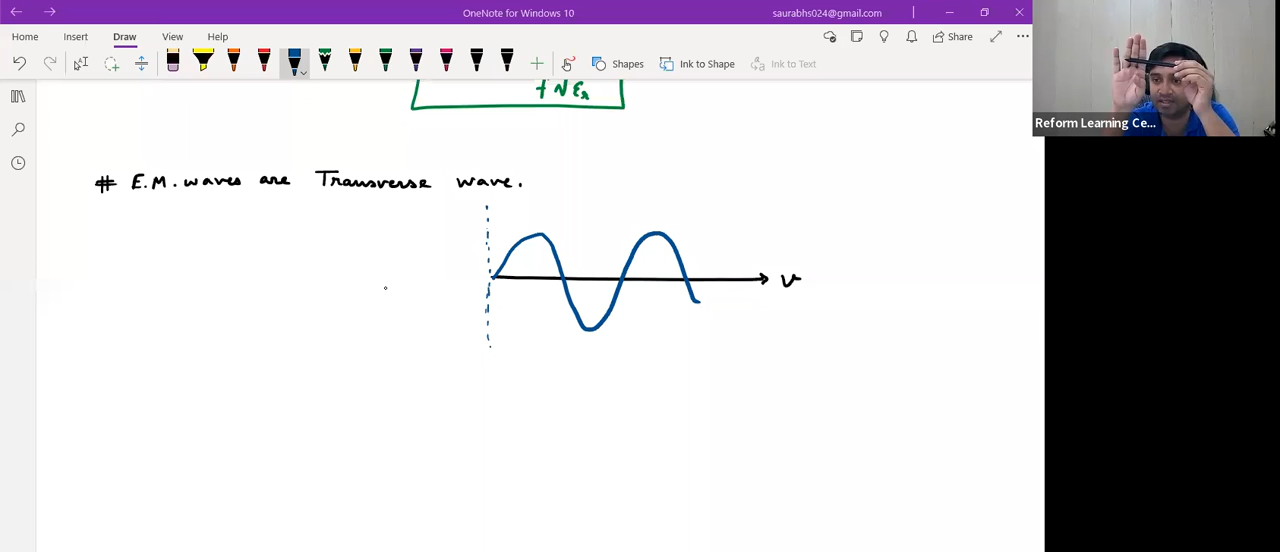 OneNote for Windows 10
saurabhs024@gmail.com
Home Insert Draw View Help
Share
Shapes Ink to Shape Ink to Text
Reform Learning Ce...
# E.M. waves are Transverse wave.
v